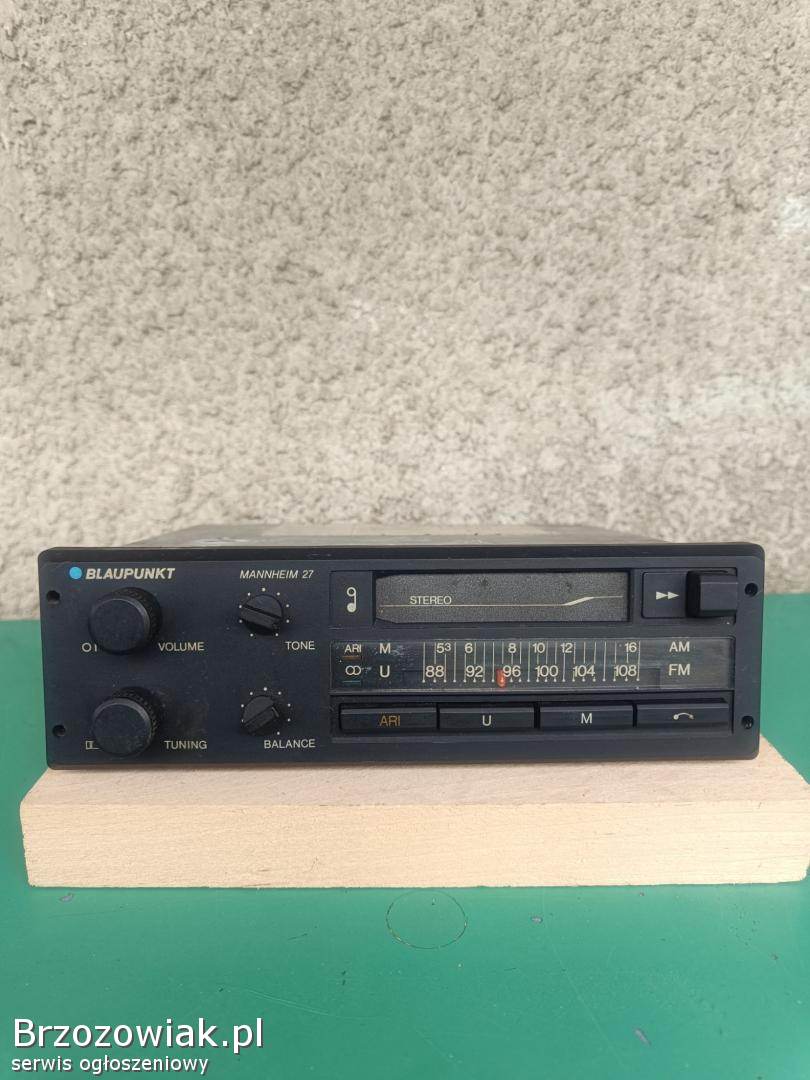 BLAUPUNKT MANNHEIM 27
STEREO
VOLUME TONE
ARI M 53 6 8 10 12 16 AM
U 88 92 96 100 104 108 FM
ARI U M
TUNING BALANCE
Brzozowiak.pl
serwis ogłoszeniowy